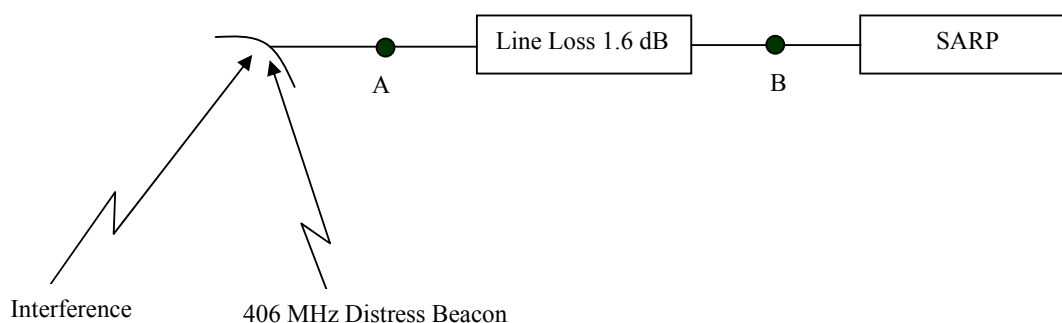 Line Loss 1.6 dB
SARP
A
B
Interference
406 MHz Distress Beacon